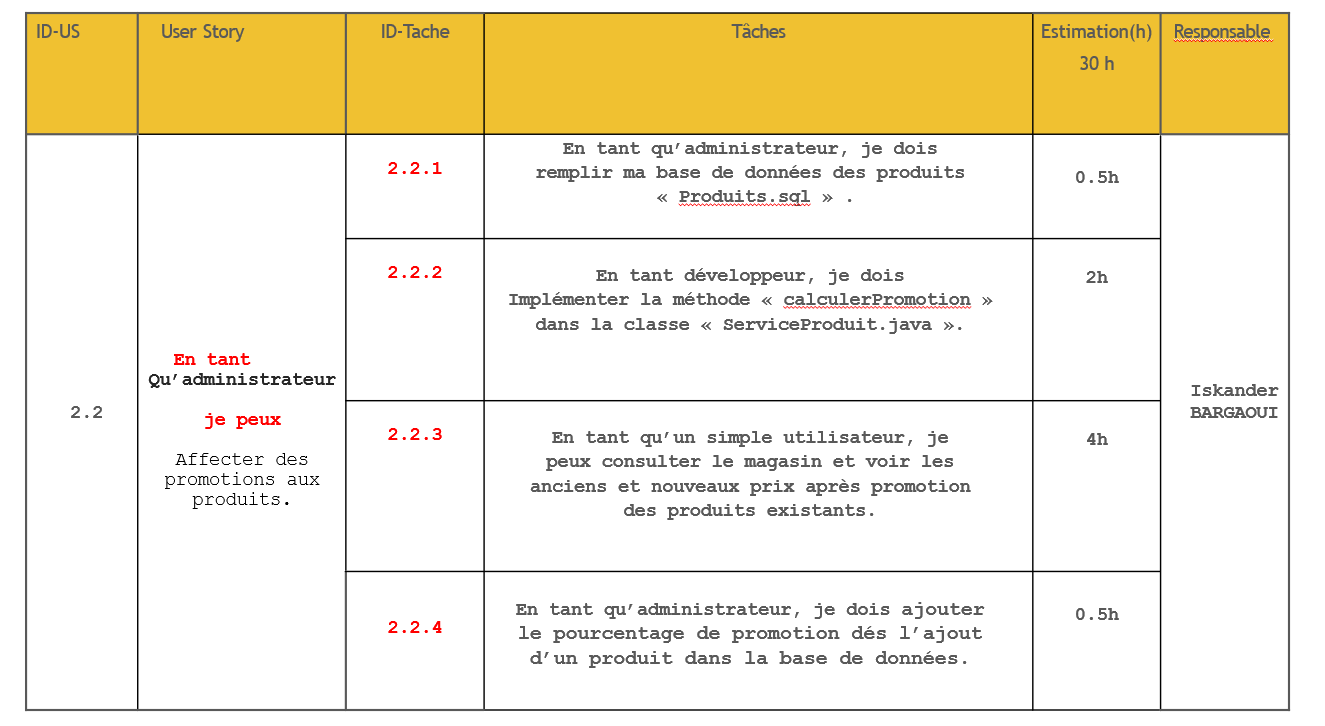 ID-US
User Story
ID-Tache
Tâches
Estimation(h)
30 h
Responsable
2.2
En tant
Qu’administrateur
je peux
Affecter des
promotions aux
produits.
2.2.1
En tant qu’administrateur, je dois
remplir ma base de données des produits
« Produits.sql » .
0.5h
2.2.2
En tant développeur, je dois
Implémenter la méthode « calculerPromotion »
dans la classe « ServiceProduit.java ».
2h
2.2.3
En tant qu’un simple utilisateur, je
peux consulter le magasin et voir les
anciens et nouveaux prix après promotion
des produits existants.
4h
2.2.4
En tant qu’administrateur, je dois ajouter
le pourcentage de promotion dés l’ajout
d’un produit dans la base de données.
0.5h
Iskander
BARGAOUI